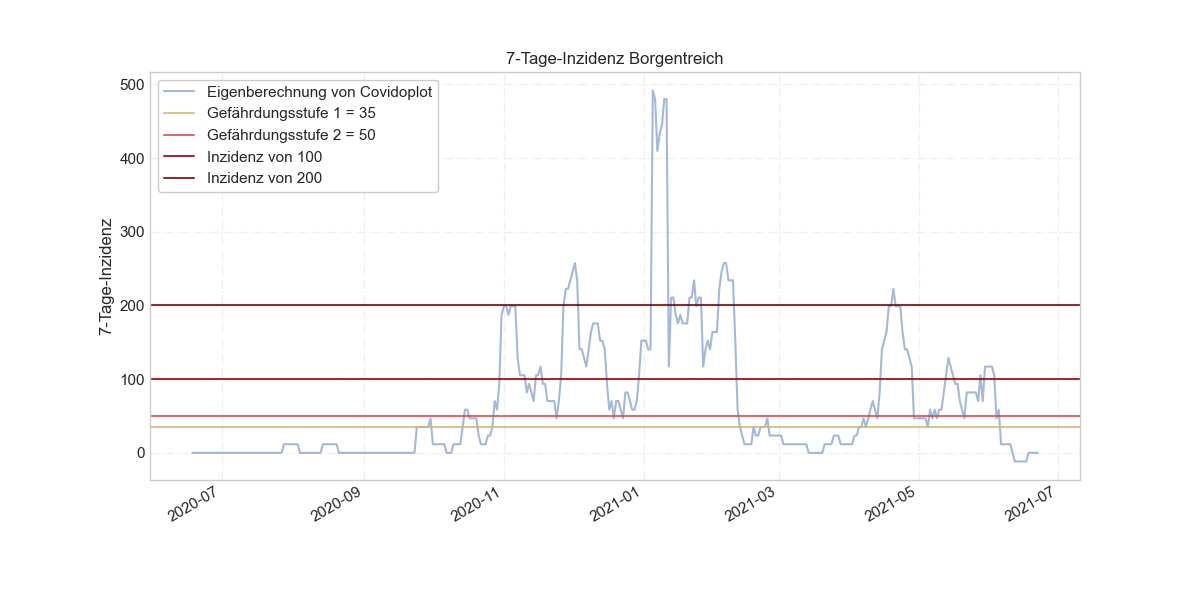 7-Tage-Inzidenz Borgentreich
500
400
300
200
100
0
7-Tage-Inzidenz
Eigenberechnung von Covidoplot
Gefährdungsstufe 1 = 35
Gefährdungsstufe 2 = 50
Inzidenz von 100
Inzidenz von 200
2020-07
2020-09
2020-11
2021-01
2021-03
2021-05
2021-07